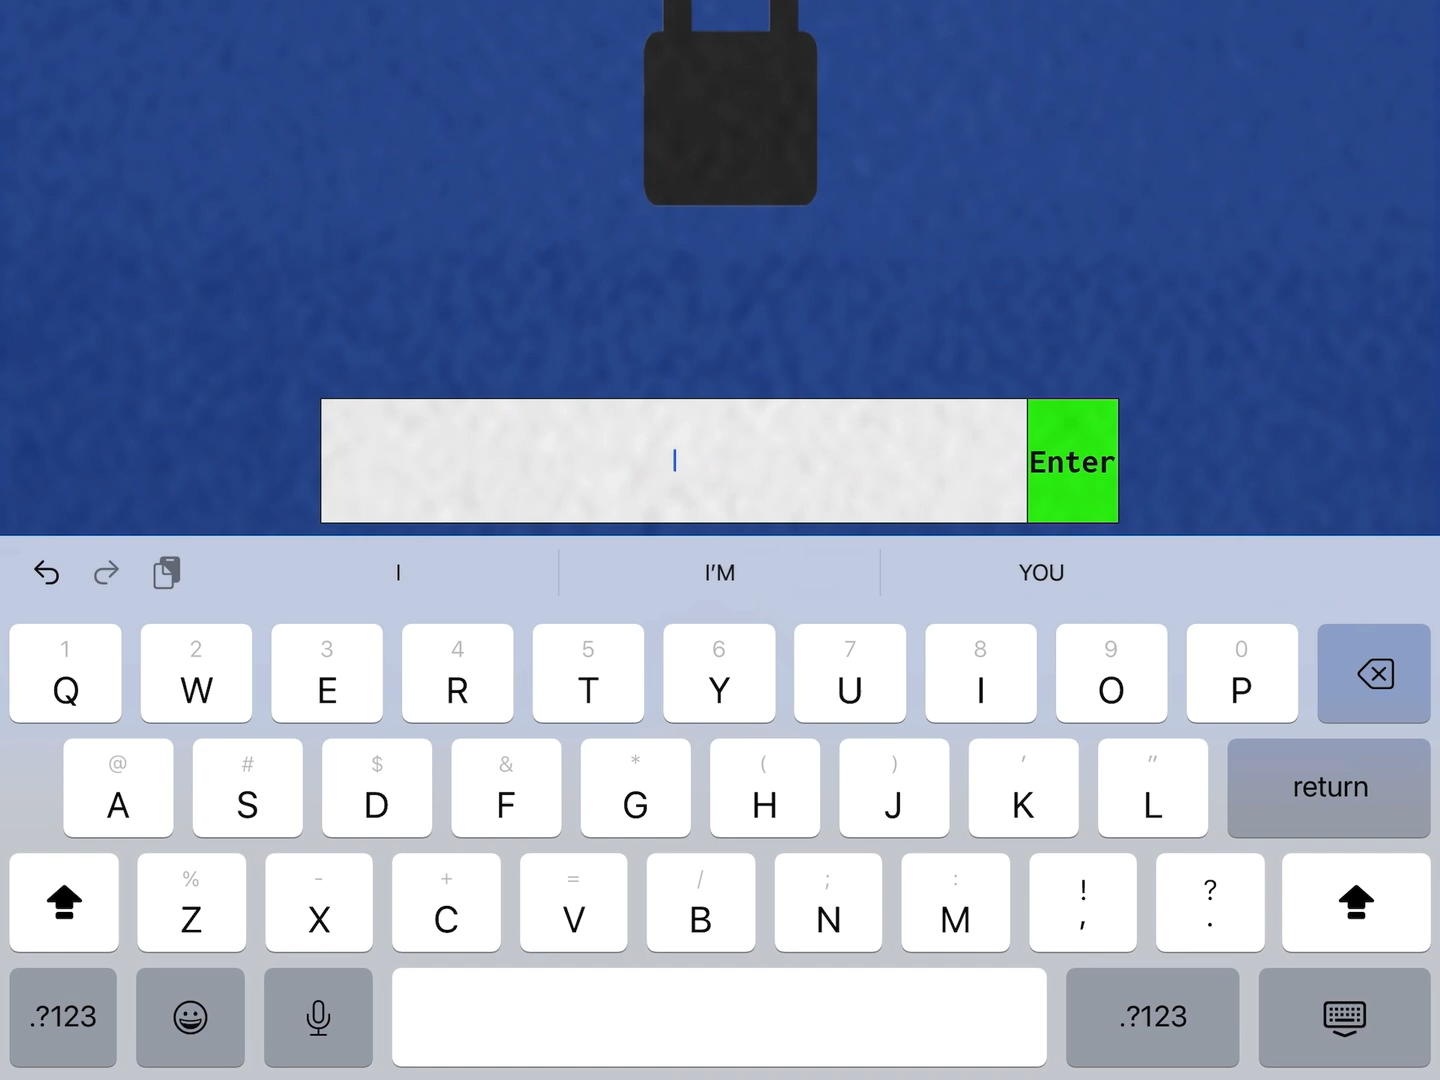 Enter
I I'M YOU
1 2 3 4 5 6 7 8 9 0
Q W E R T Y U I O P
@ # $ & * ( ) ' "
A S D F G H J K L return
% - + = / ; : ! ?
Z X C V B N M , .
.?123 .?123